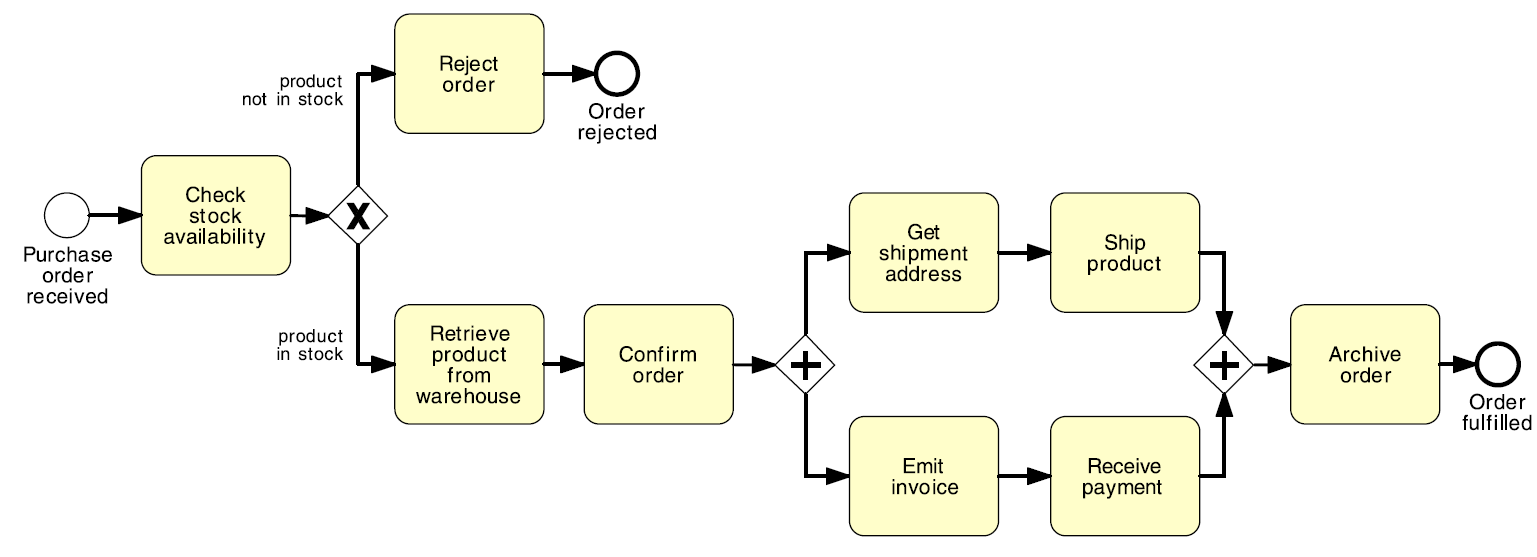 Purchase
order
received
Check
stock
availability
X
product
not in stock
Reject
order
Order
rejected
product
in stock
Retrieve
product
from
warehouse
Confirm
order
Get
shipment
address
Ship
product
Emit
invoice
Receive
payment
Archive
order
Order
fulfilled